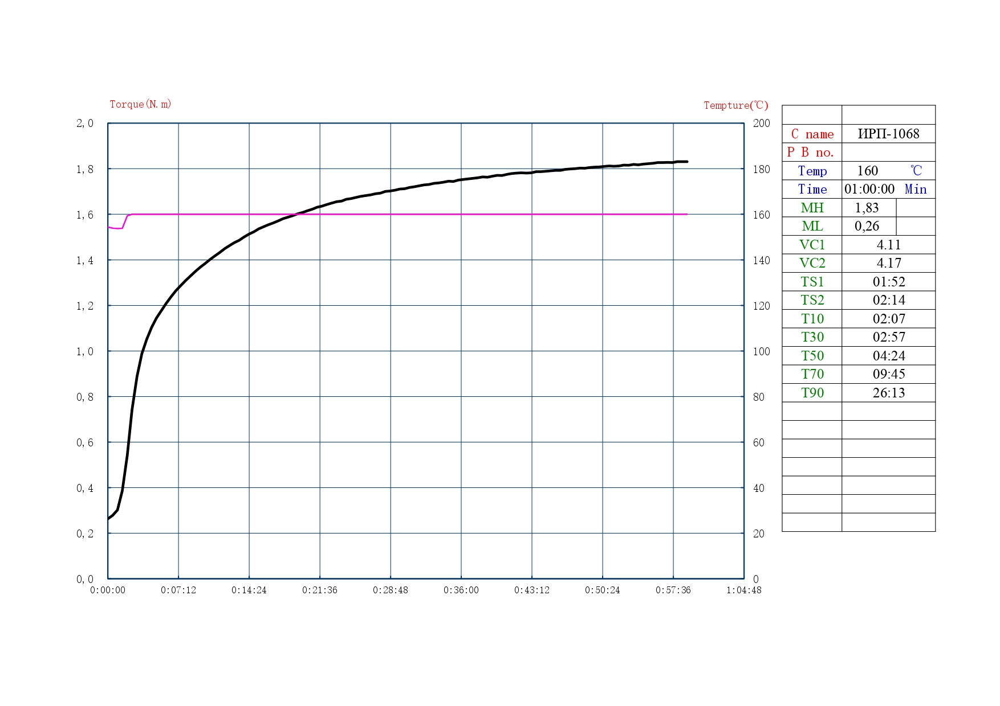 Torque(N.m)
Tempture(℃)
2,0
1,8
1,6
1,4
1,2
1,0
0,8
0,6
0,4
0,2
0,0
200
180
160
140
120
100
80
60
40
20
0
0:00:00 0:07:12 0:14:24 0:21:36 0:28:48 0:36:00 0:43:12 0:50:24 0:57:36 1:04:48
C name ИРП-1068
P B no.
Temp 160 ℃
Time 01:00:00 Min
MH 1,83
ML 0,26
VC1 4.11
VC2 4.17
TS1 01:52
TS2 02:14
T10 02:07
T30 02:57
T50 04:24
T70 09:45
T90 26:13